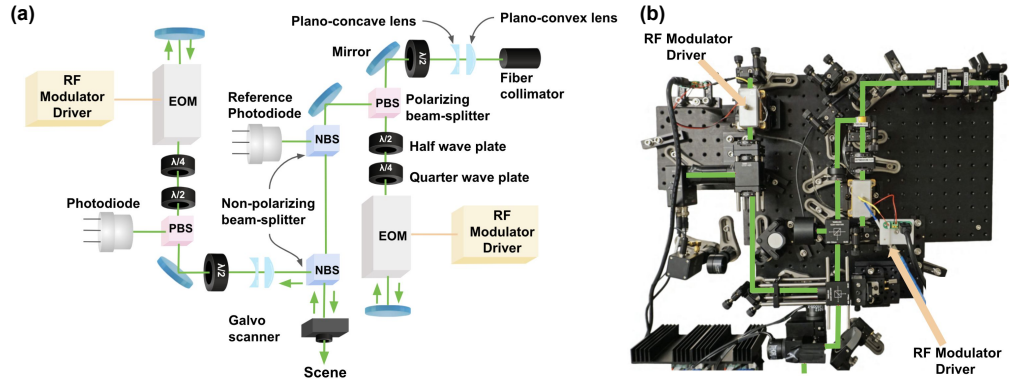 (a)
Plano-concave lens
Plano-convex lens
Mirror
λ/2
Fiber
collimator
RF
Modulator
Driver
EOM
Reference
Photodiode
PBS
Polarizing
beam-splitter
NBS
λ/2
Half wave plate
λ/4
Quarter wave plate
λ/4
λ/2
Photodiode
PBS
Non-polarizing
beam-splitter
EOM
RF
Modulator
Driver
λ/2
NBS
Galvo
scanner
Scene
(b)
RF Modulator
Driver
RF Modulator
Driver